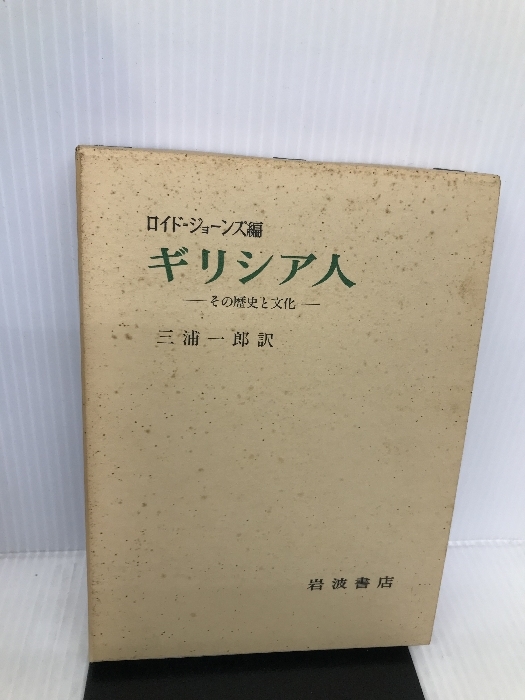 ロイド=ジョーンズ編
ギリシア人
—その歴史と文化—
三浦一郎訳
岩波書店